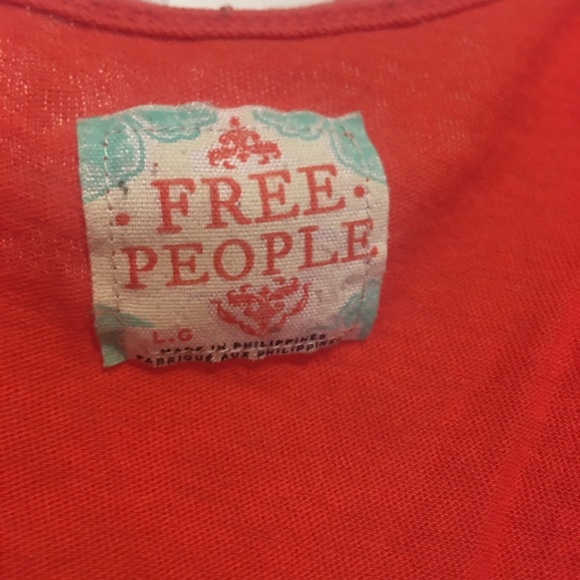 • FREE •
PEOPLE
L.G
MADE IN PHILIPPINES
FABRIQUE AUX PHILIPPINES